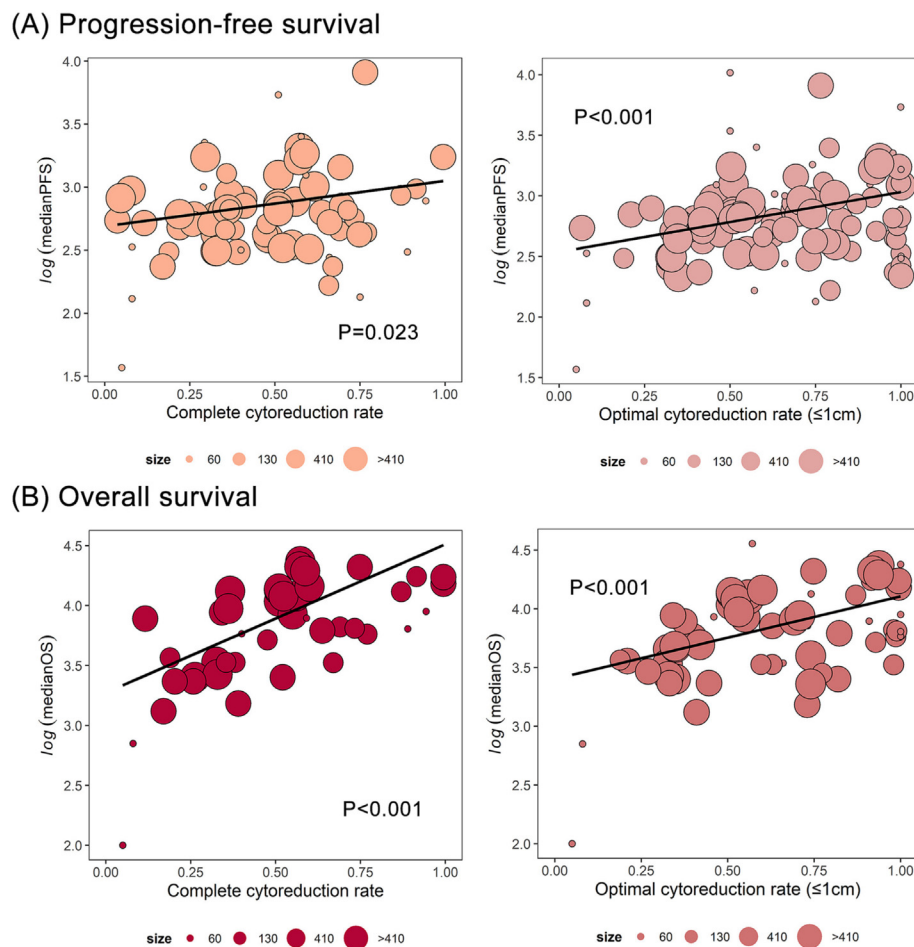 (A) Progression-free survival
4.0
3.5
3.0
2.5
2.0
1.5
log (medianPFS)
P=0.023
0.00 0.25 0.50 0.75 1.00
Complete cytoreduction rate
size 60 130 410 >410
4.0
3.5
3.0
2.5
2.0
1.5
log (medianPFS)
P<0.001
0.00 0.25 0.50 0.75 1.00
Optimal cytoreduction rate (≤1cm)
size 60 130 410 >410
(B) Overall survival
4.5
4.0
3.5
3.0
2.5
2.0
log (medianOS)
P<0.001
0.00 0.25 0.50 0.75 1.00
Complete cytoreduction rate
size 60 130 410 >410
4.5
4.0
3.5
3.0
2.5
2.0
log (medianOS)
P<0.001
0.00 0.25 0.50 0.75 1.00
Optimal cytoreduction rate (≤1cm)
size 60 130 410 >410